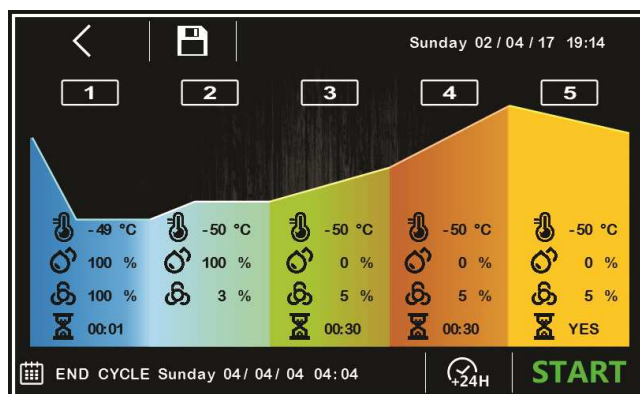 Sunday 02/04/17 19:14
1 2 3 4 5
-49 °C -50 °C -50 °C -50 °C -50 °C
100 % 100 % 0 % 0 % 0 %
100 % 3 % 5 % 5 % 5 %
00:01 00:30 00:30 YES
END CYCLE Sunday 04/04/04 04:04 +24H START